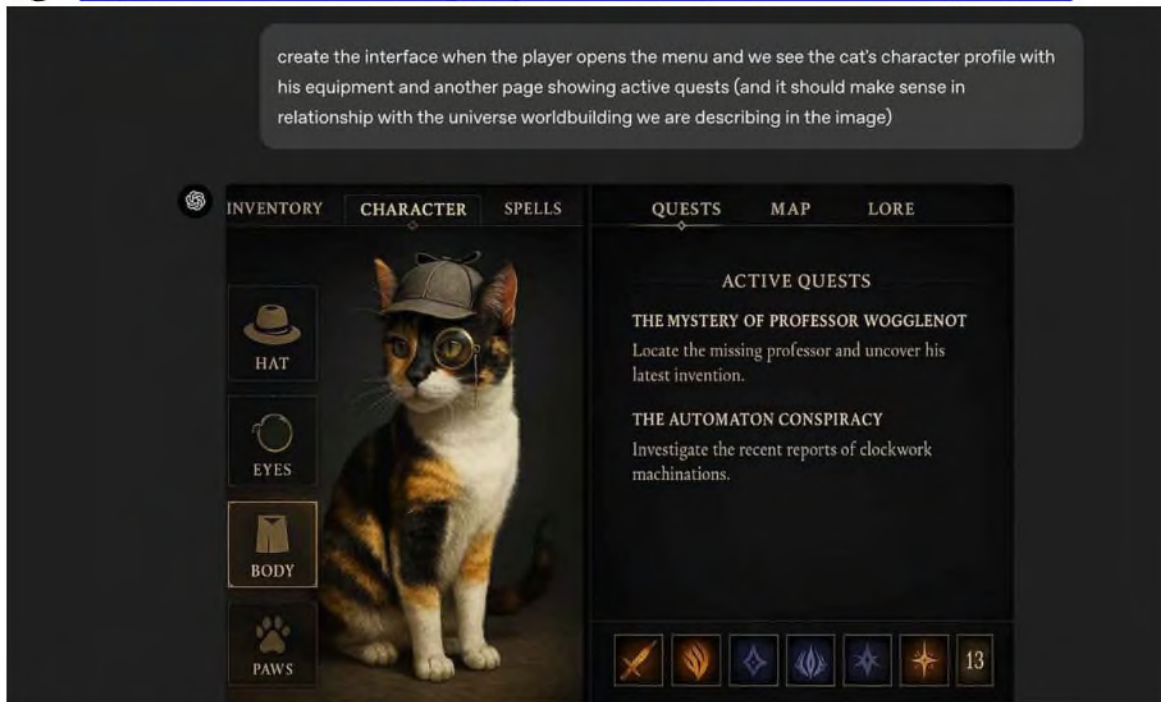 create the interface when the player opens the menu and we see the cat's character profile with
his equipment and another page showing active quests (and it should make sense in
relationship with the universe worldbuilding we are describing in the image)
INVENTORY CHARACTER SPELLS
QUESTS MAP LORE
HAT
EYES
BODY
PAWS
ACTIVE QUESTS
THE MYSTERY OF PROFESSOR WOGGLENOT
Locate the missing professor and uncover his
latest invention.
THE AUTOMATON CONSPIRACY
Investigate the recent reports of clockwork
machinations.
13